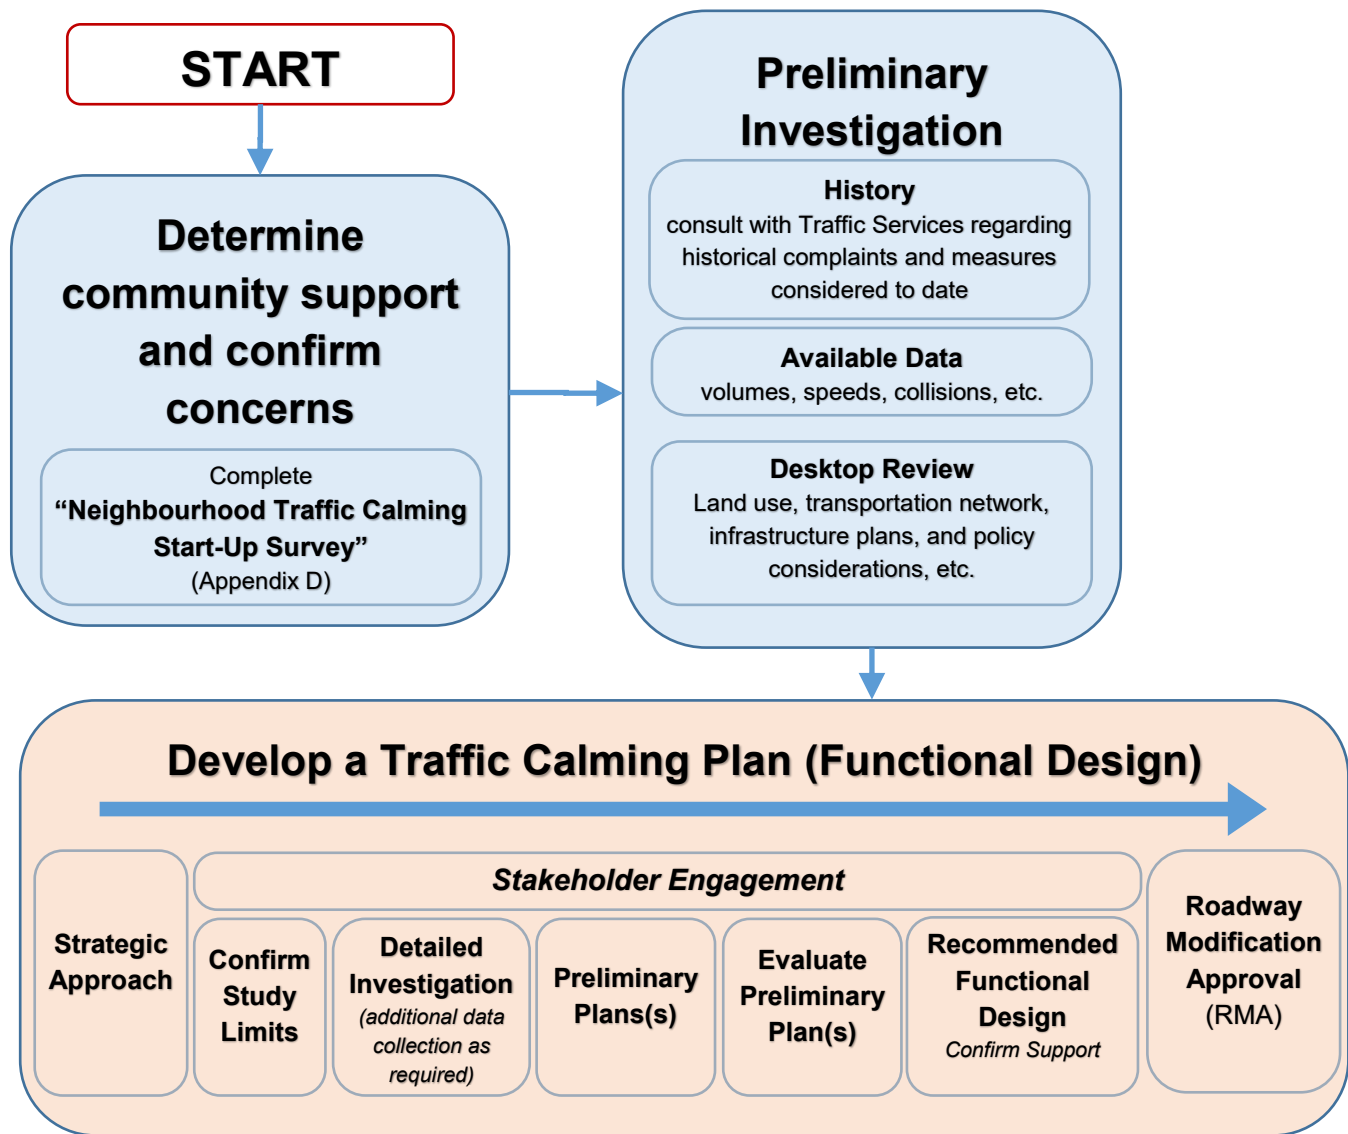 START
Determine
community support
and confirm
concerns
Complete
“Neighbourhood Traffic Calming
Start-Up Survey”
(Appendix D)
Preliminary
Investigation
History
consult with Traffic Services regarding
historical complaints and measures
considered to date
Available Data
volumes, speeds, collisions, etc.
Desktop Review
Land use, transportation network,
infrastructure plans, and policy
considerations, etc.
Develop a Traffic Calming Plan (Functional Design)
Strategic
Approach
Stakeholder Engagement
Confirm
Study
Limits
Detailed
Investigation
(additional data
collection as
required)
Preliminary
Plans(s)
Evaluate
Preliminary
Plan(s)
Recommended
Functional
Design
Confirm Support
Roadway
Modification
Approval
(RMA)